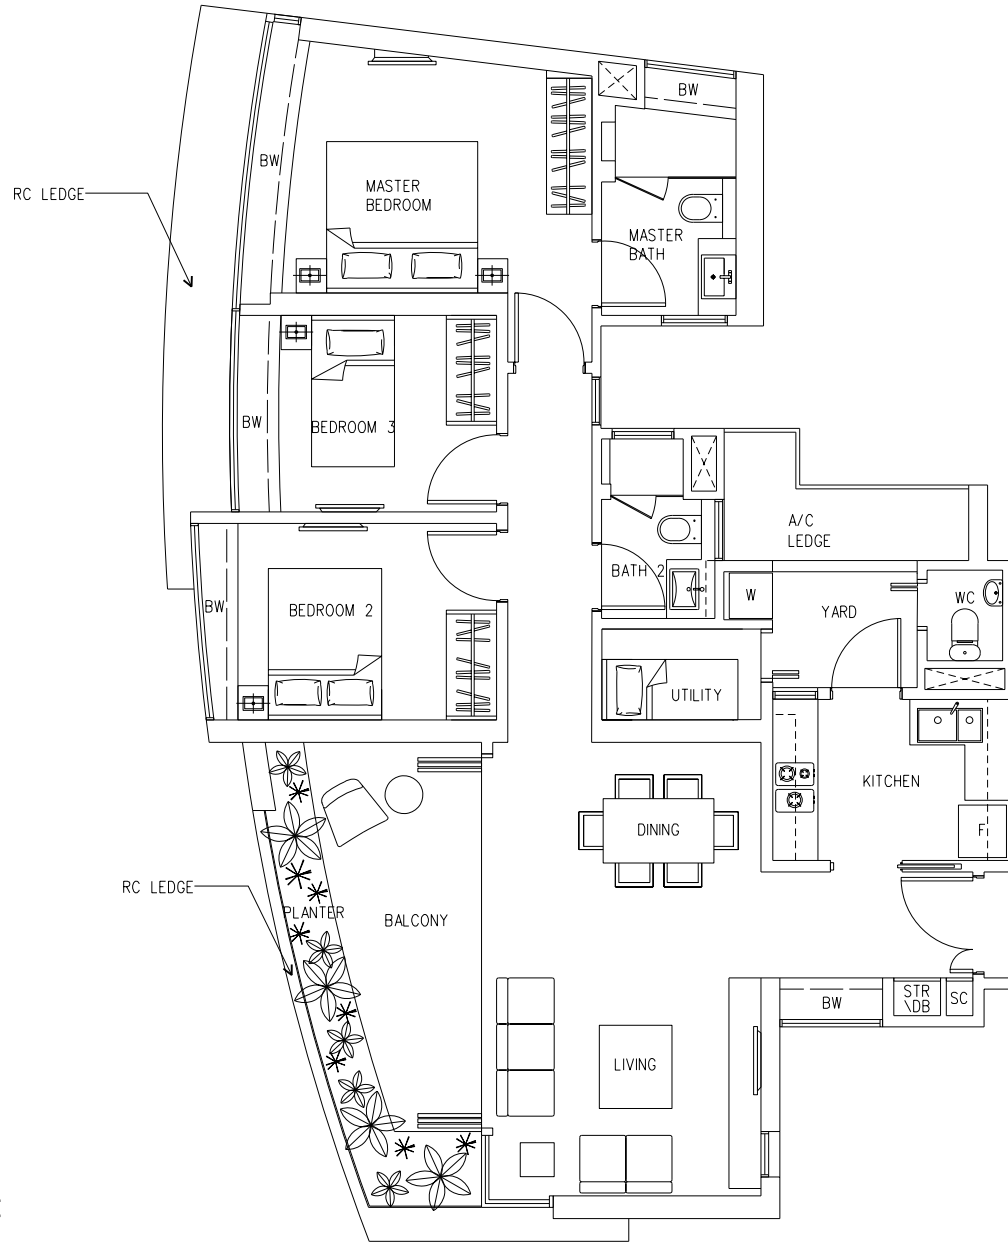 BW
BW
RC LEDGE
MASTER
BEDROOM
MASTER
BATH
BW
BEDROOM 3
A/C
LEDGE
BATH 2
BW
BEDROOM 2
W
YARD
WC
UTILITY
KITCHEN
DINING
F
RC LEDGE
PLANTER
BALCONY
BW
STR
\DB
SC
LIVING